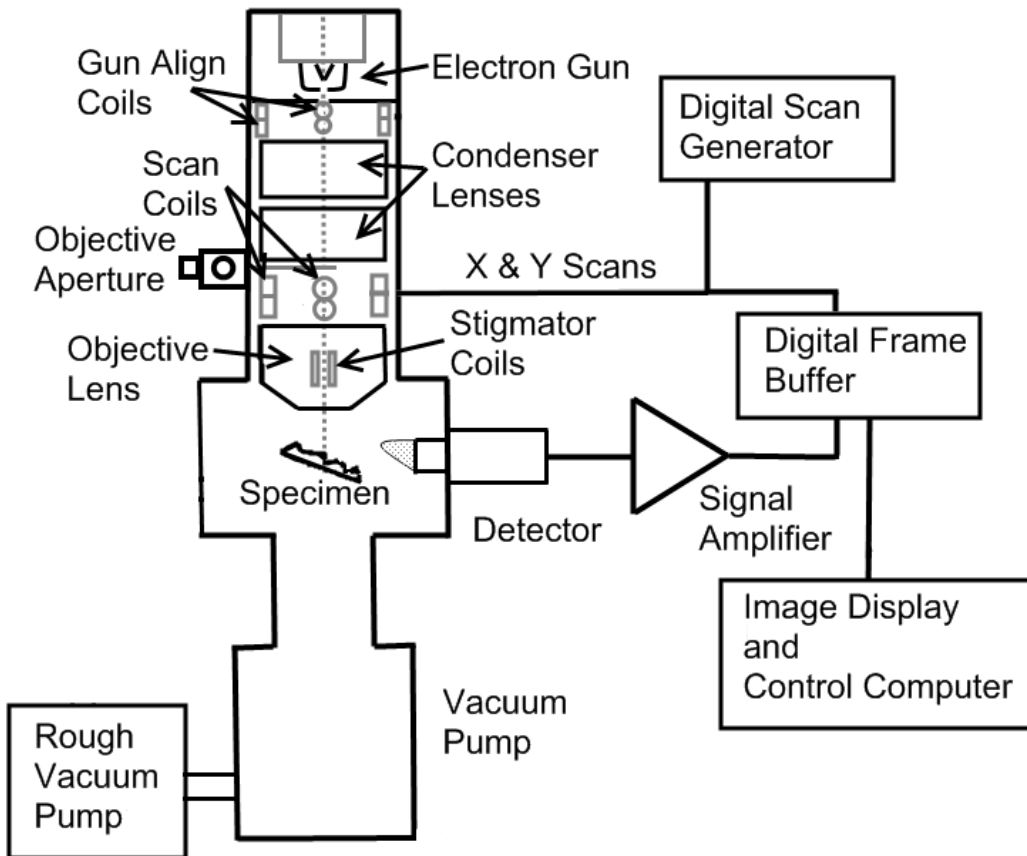 Gun Align
Coils
Electron Gun
Digital Scan
Generator
Scan
Coils
Condenser
Lenses
Objective
Aperture
X & Y Scans
Objective
Lens
Stigmator
Coils
Digital Frame
Buffer
Specimen
Detector
Signal
Amplifier
Image Display
and
Control Computer
Vacuum
Pump
Rough
Vacuum
Pump